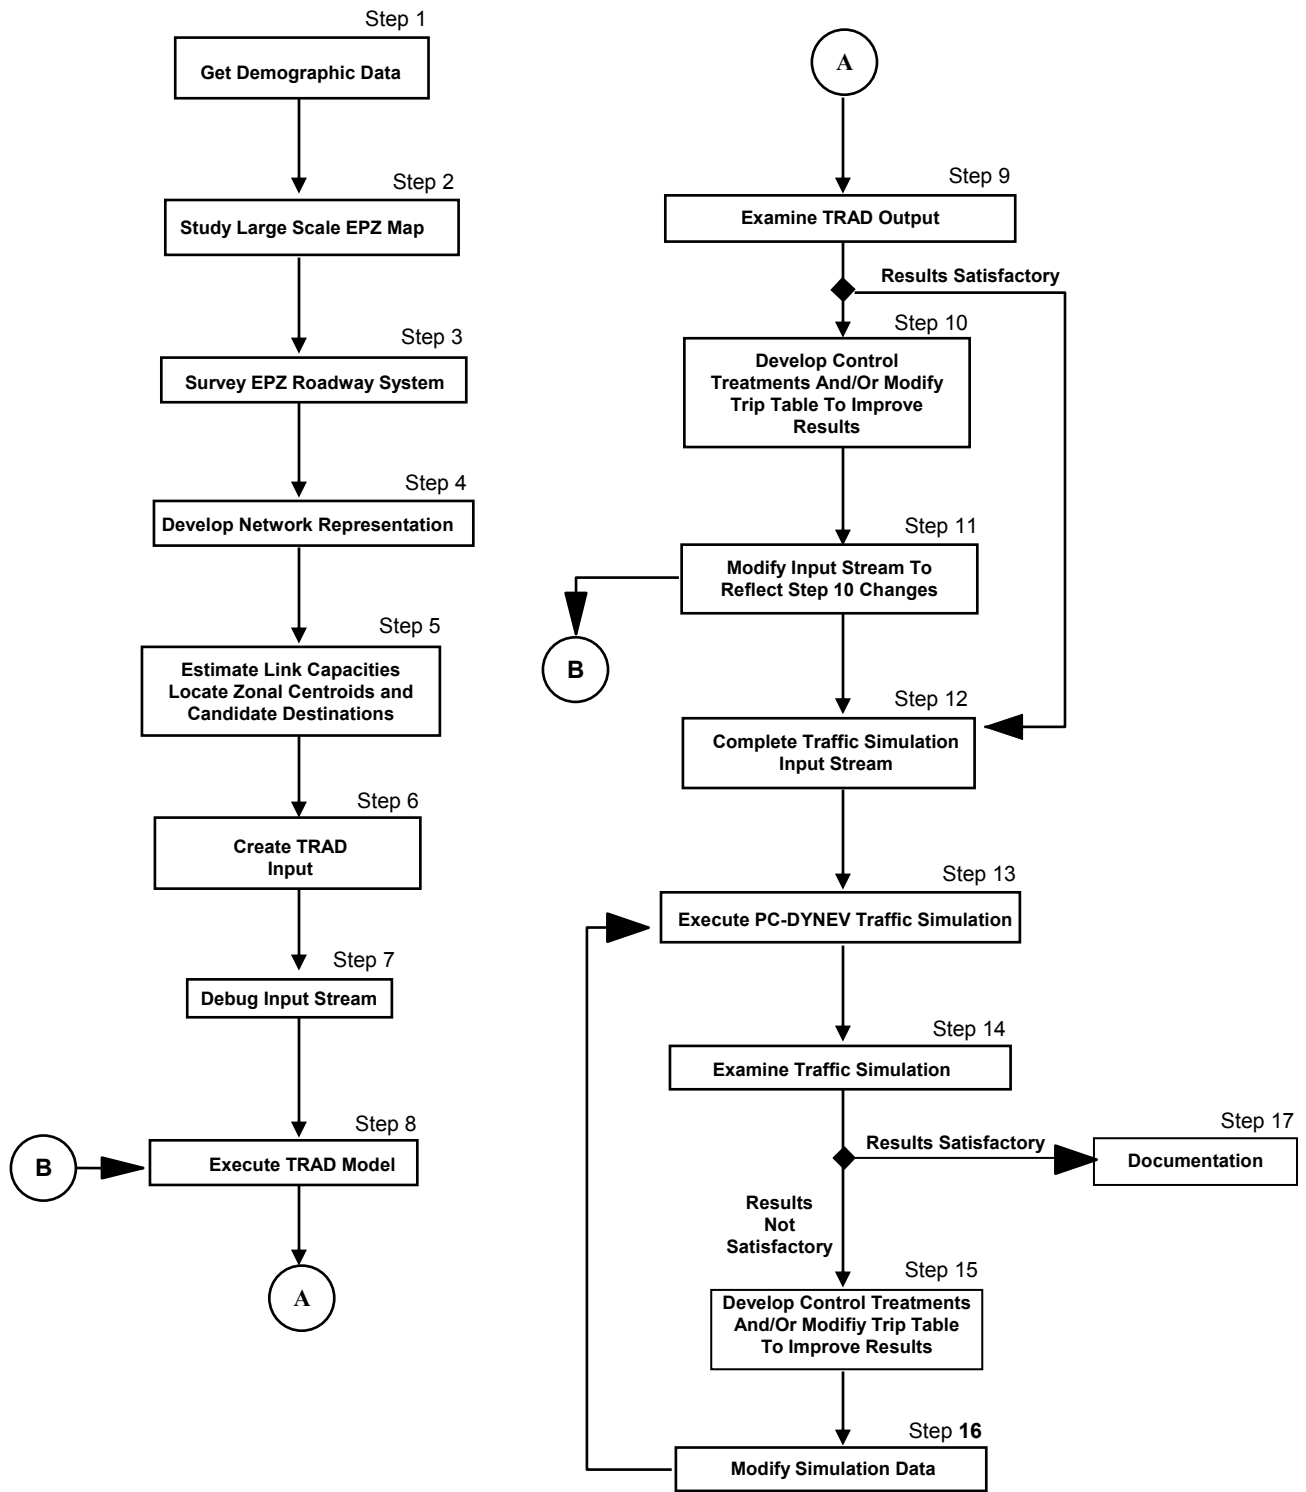 Step 1
Get Demographic Data
Step 2
Study Large Scale EPZ Map
Step 3
Survey EPZ Roadway System
Step 4
Develop Network Representation
Step 5
Estimate Link Capacities
Locate Zonal Centroids and
Candidate Destinations
Step 6
Create TRAD
Input
Step 7
Debug Input Stream
Step 8
B
Execute TRAD Model
A
A
Step 9
Examine TRAD Output
Results Satisfactory
Step 10
Develop Control
Treatments And/Or Modify
Trip Table To Improve
Results
Step 11
Modify Input Stream To
Reflect Step 10 Changes
B
Step 12
Complete Traffic Simulation
Input Stream
Step 13
Execute PC-DYNEV Traffic Simulation
Step 14
Examine Traffic Simulation
Results Satisfactory
Step 17
Documentation
Results
Not
Satisfactory
Step 15
Develop Control Treatments
And/Or Modifiy Trip Table
To Improve Results
Step 16
Modify Simulation Data